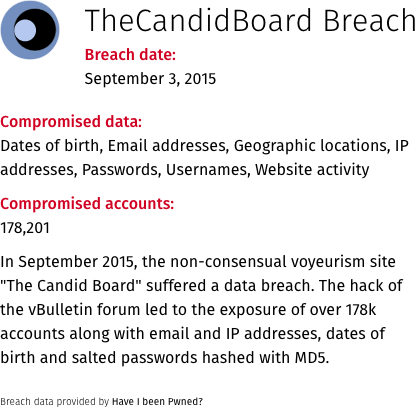 TheCandidBoard Breach
Breach date:
September 3, 2015
Compromised data:
Dates of birth, Email addresses, Geographic locations, IP
addresses, Passwords, Usernames, Website activity
Compromised accounts:
178,201
In September 2015, the non-consensual voyeurism site
"The Candid Board" suffered a data breach. The hack of
the vBulletin forum led to the exposure of over 178k
accounts along with email and IP addresses, dates of
birth and salted passwords hashed with MD5.
Breach data provided by Have I been Pwned?